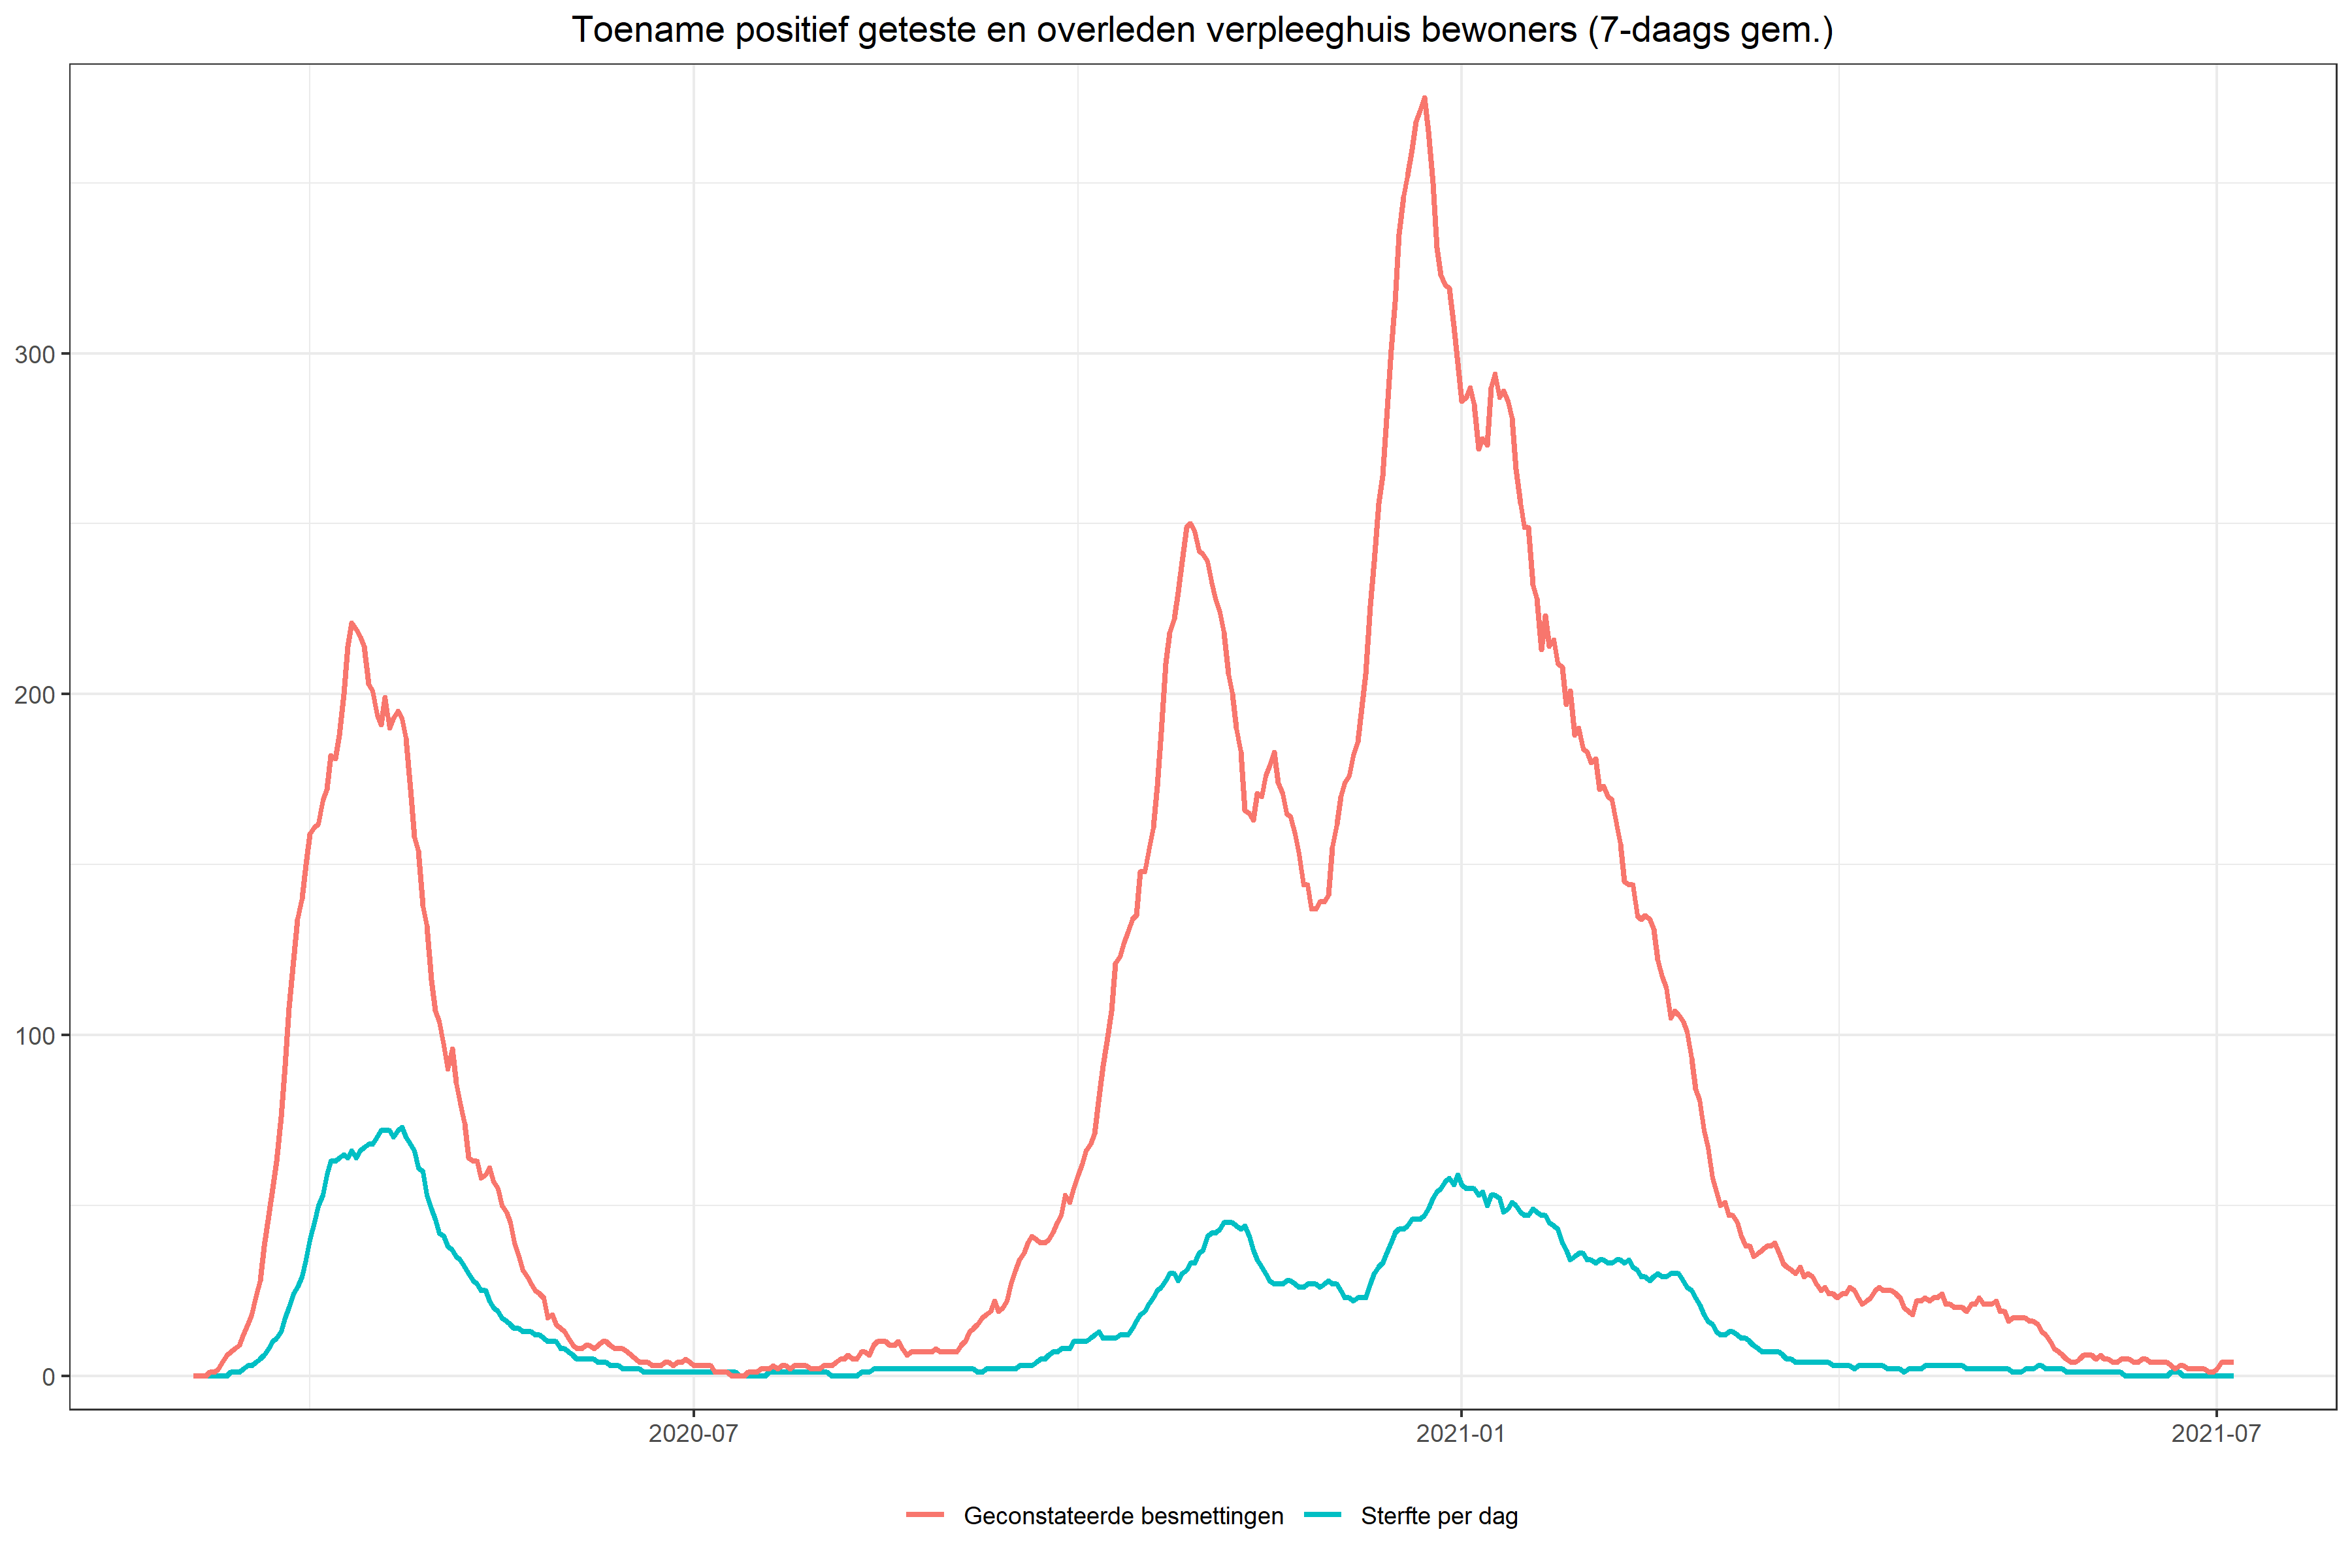 Toename positief geteste en overleden verpleeghuis bewoners (7-daags gem.)
300
200
100
0
2020-07 2021-01 2021-07
Geconstateerde besmettingen Sterfte per dag